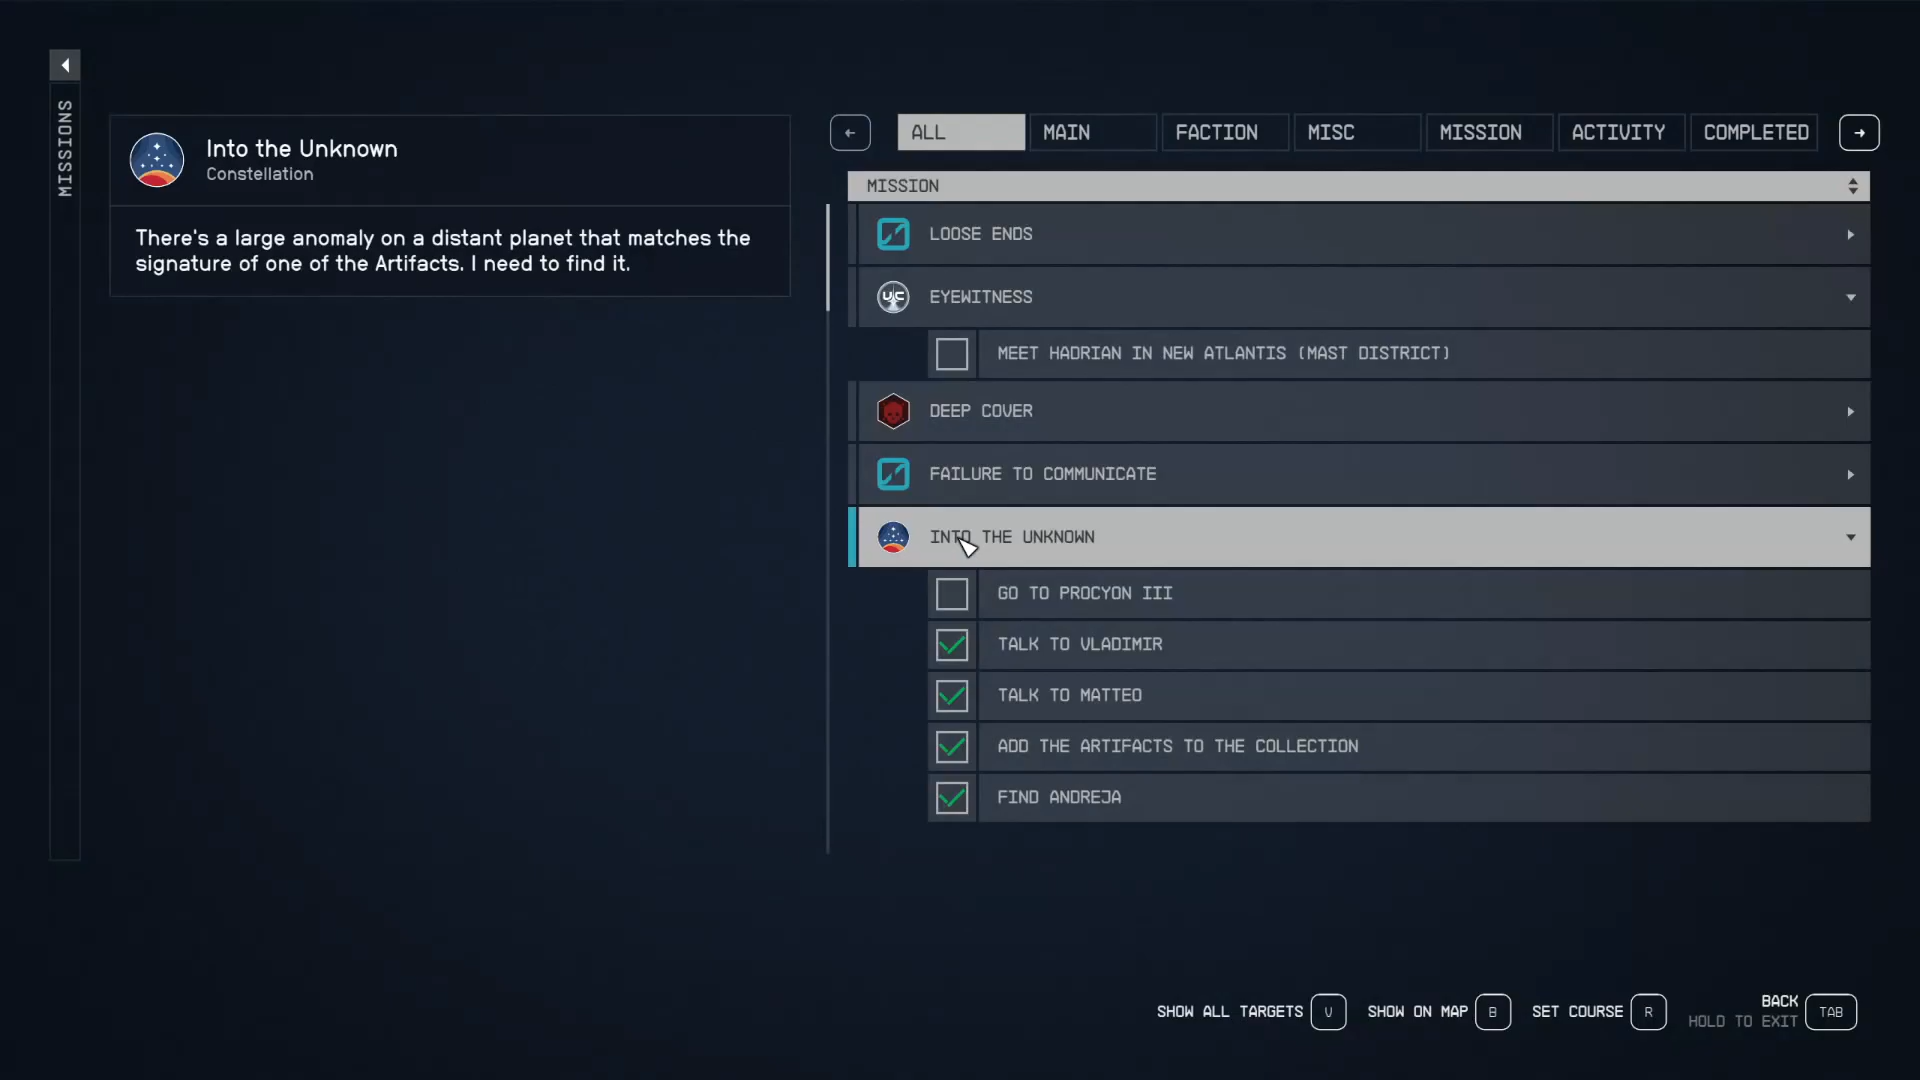 MISSIONS
Into the Unknown
Constellation
There's a large anomaly on a distant planet that matches the
signature of one of the Artifacts. I need to find it.
ALL
MAIN
FACTION
MISC
MISSION
ACTIVITY
COMPLETED
MISSION
LOOSE ENDS
UC
EYEWITNESS
MEET HADRIAN IN NEW ATLANTIS (MAST DISTRICT)
DEEP COVER
FAILURE TO COMMUNICATE
INTO THE UNKNOWN
GO TO PROCYON III
TALK TO VLADIMIR
TALK TO MATTEO
ADD THE ARTIFACTS TO THE COLLECTION
FIND ANDREJA
SHOW ALL TARGETS
V
SHOW ON MAP
B
SET COURSE
R
BACK
HOLD TO EXIT
TAB